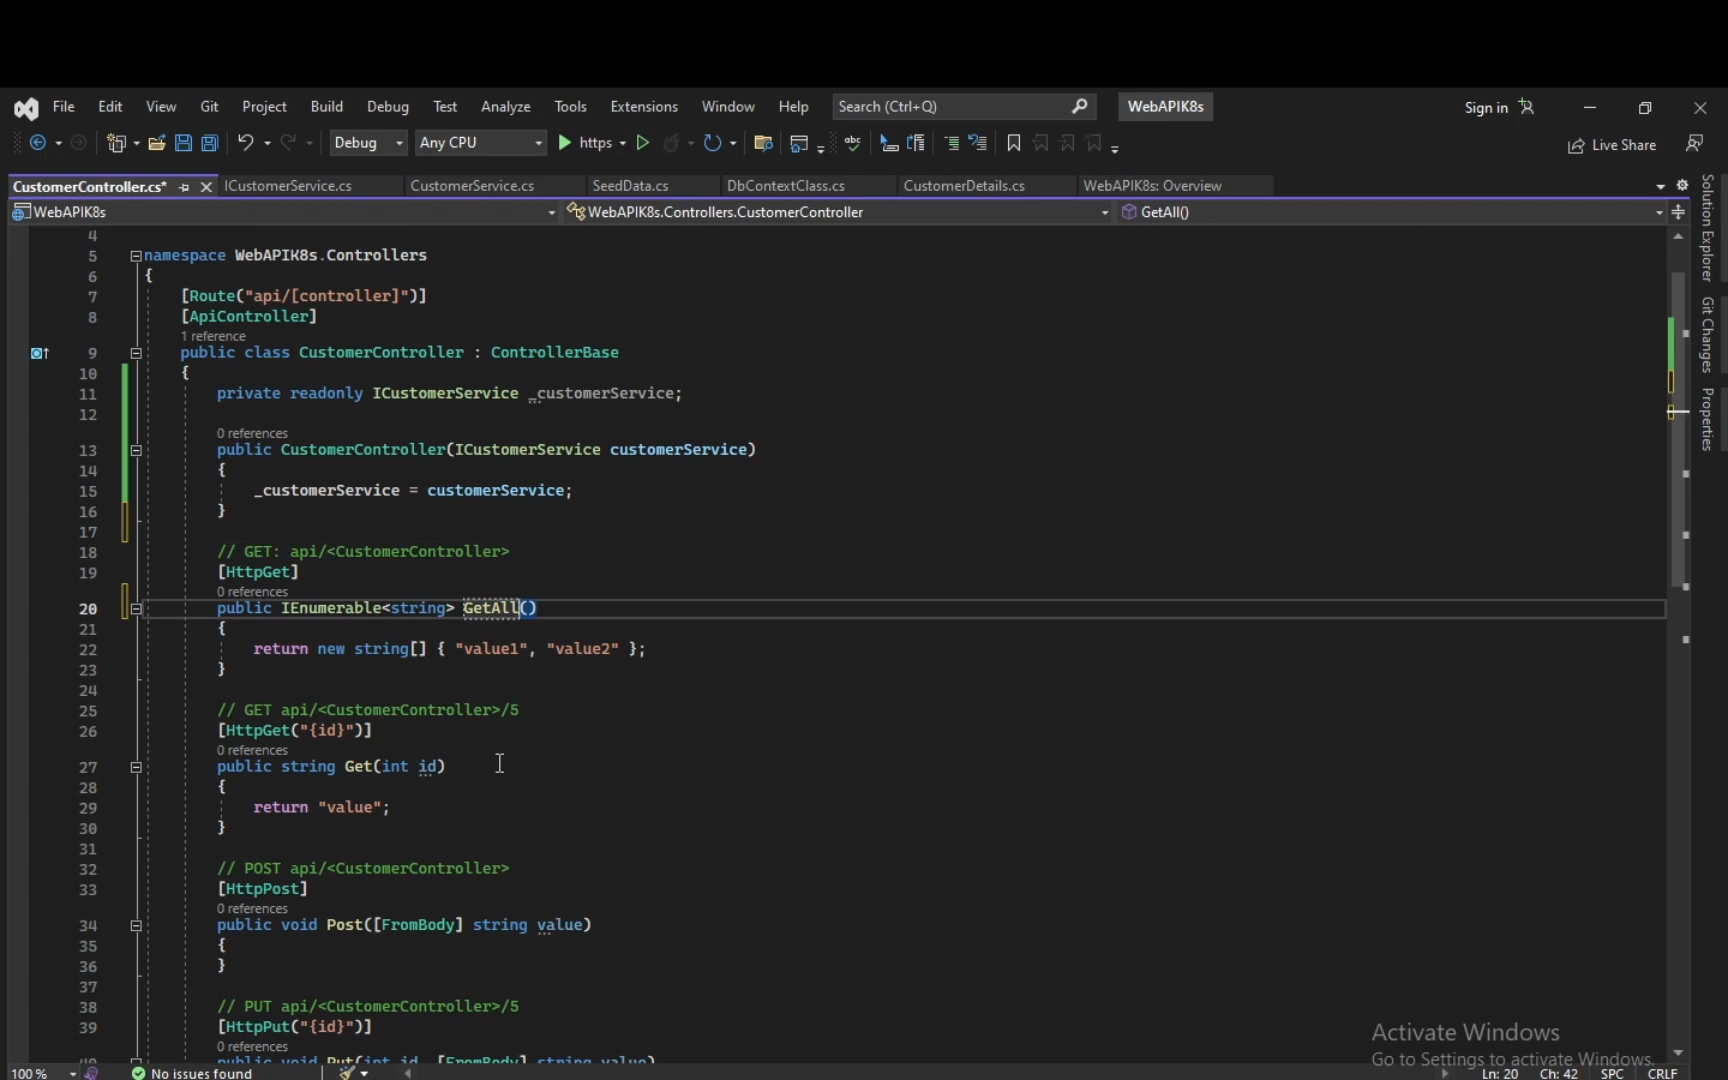 File Edit View Git Project Build Debug Test Analyze Tools Extensions Window Help Search (Ctrl+Q) WebAPIK8s Sign in
Debug Any CPU https Live Share
CustomerController.cs* ICustomerService.cs CustomerService.cs SeedData.cs DbContextClass.cs CustomerDetails.cs WebAPIK8s: Overview
WebAPIK8s WebAPIK8s.Controllers.CustomerController GetAll()
4
5 namespace WebAPIK8s.Controllers
6 {
7 [Route("api/[controller]")]
8 [ApiController]
1 reference
9 public class CustomerController : ControllerBase
10 {
11 private readonly ICustomerService _customerService;
12
0 references
13 public CustomerController(ICustomerService customerService)
14 {
15 _customerService = customerService;
16 }
17
18 // GET: api/<CustomerController>
19 [HttpGet]
0 references
20 public IEnumerable<string> GetAll()
21 {
22 return new string[] { "value1", "value2" };
23 }
24
25 // GET api/<CustomerController>/5
26 [HttpGet("{id}")]
0 references
27 public string Get(int id)
28 {
29 return "value";
30 }
31
32 // POST api/<CustomerController>
33 [HttpPost]
0 references
34 public void Post([FromBody] string value)
35 {
36 }
37
38 // PUT api/<CustomerController>/5
39 [HttpPut("{id}")]
0 references
40 public void Put(int id, [FromBody] string value)
Solution Explorer
Git Changes
Properties
Activate Windows
Go to Settings to activate Windows.
100 % No issues found Ln: 20 Ch: 42 SPC CRLF